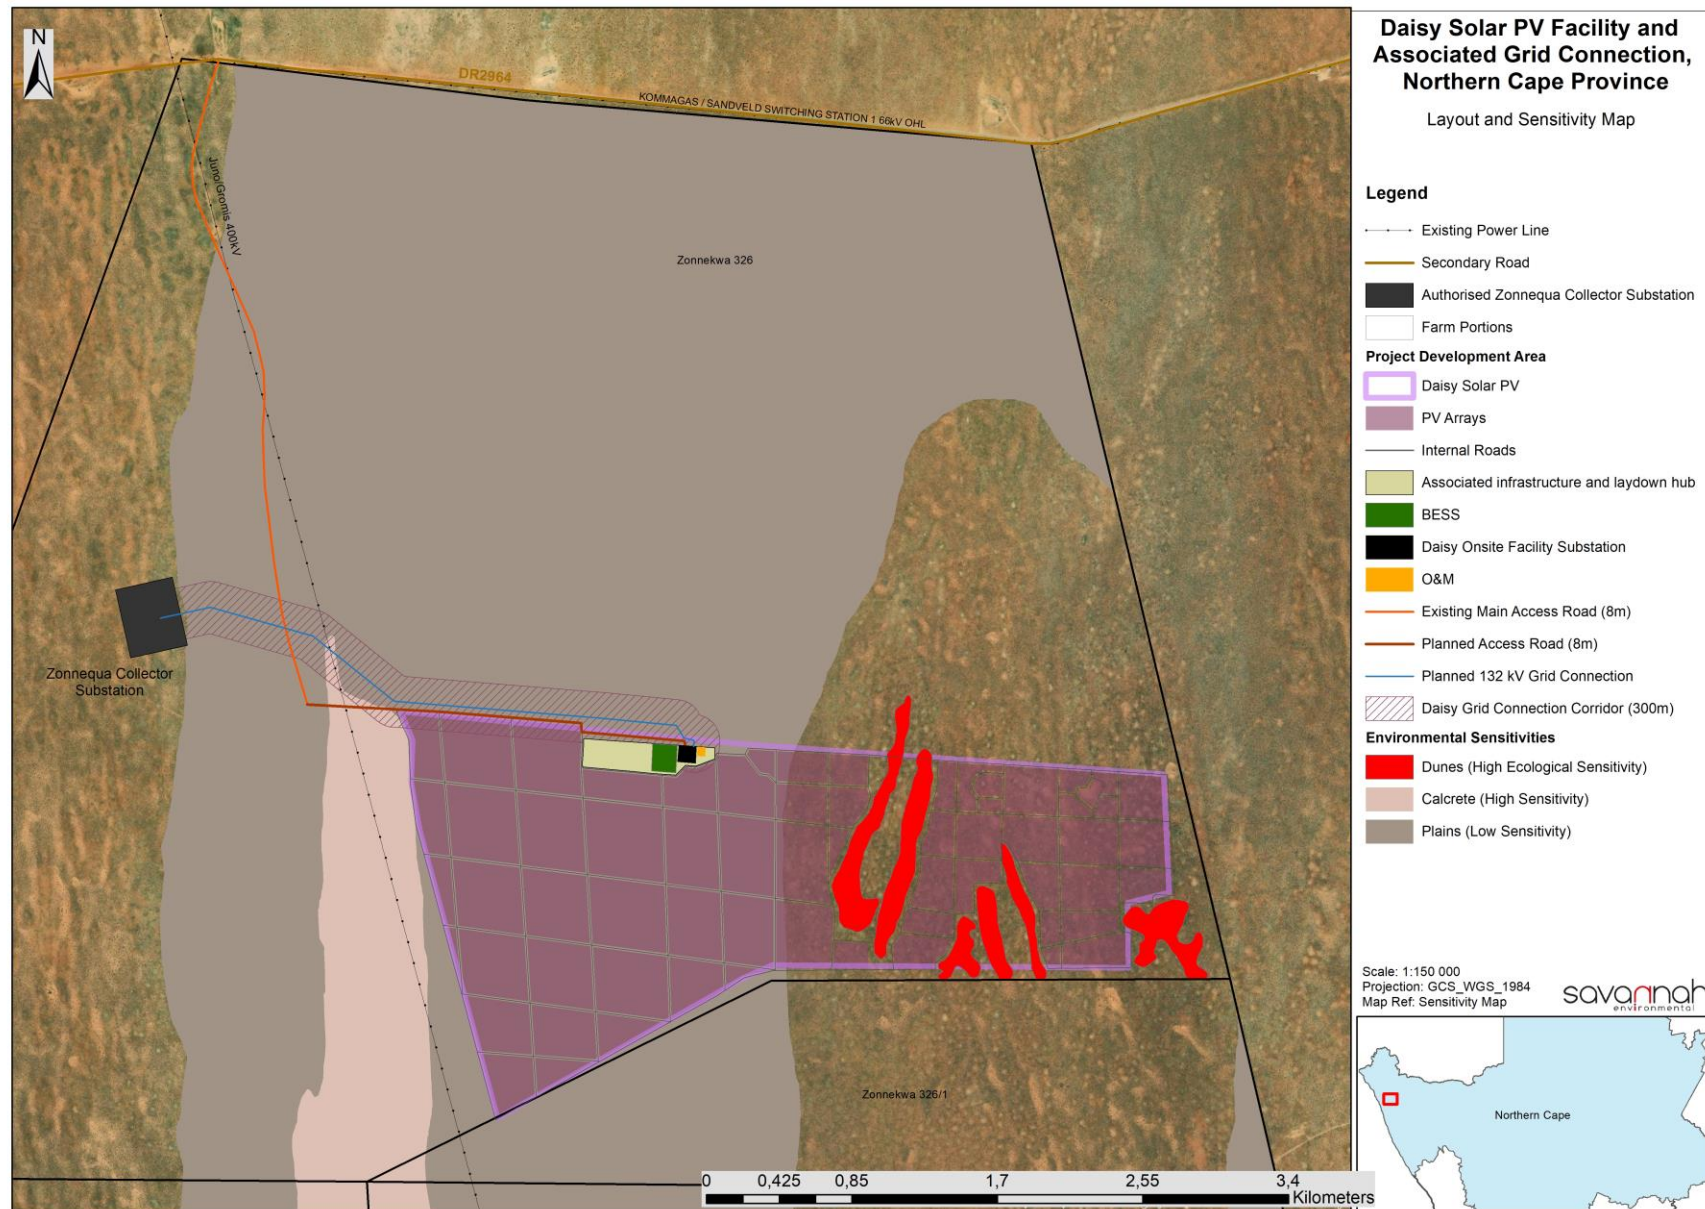 Daisy Solar PV Facility and
Associated Grid Connection,
Northern Cape Province
Layout and Sensitivity Map
N
DR2964
KOMMAGAS / SANDVELD SWITCHING STATION 1 66kV OHL
Juno/Gromis 400kV
Zonnekwa 326
Zonnequa Collector
Substation
Zonnekwa 326/1
0 0,425 0,85 1,7 2,55 3,4
Kilometers
Legend
Existing Power Line
Secondary Road
Authorised Zonnequa Collector Substation
Farm Portions
Project Development Area
Daisy Solar PV
PV Arrays
Internal Roads
Associated infrastructure and laydown hub
BESS
Daisy Onsite Facility Substation
O&M
Existing Main Access Road (8m)
Planned Access Road (8m)
Planned 132 kV Grid Connection
Daisy Grid Connection Corridor (300m)
Environmental Sensitivities
Dunes (High Ecological Sensitivity)
Calcrete (High Sensitivity)
Plains (Low Sensitivity)
Scale: 1:150 000
Projection: GCS_WGS_1984
Map Ref: Sensitivity Map
savannah
environmental
Northern Cape